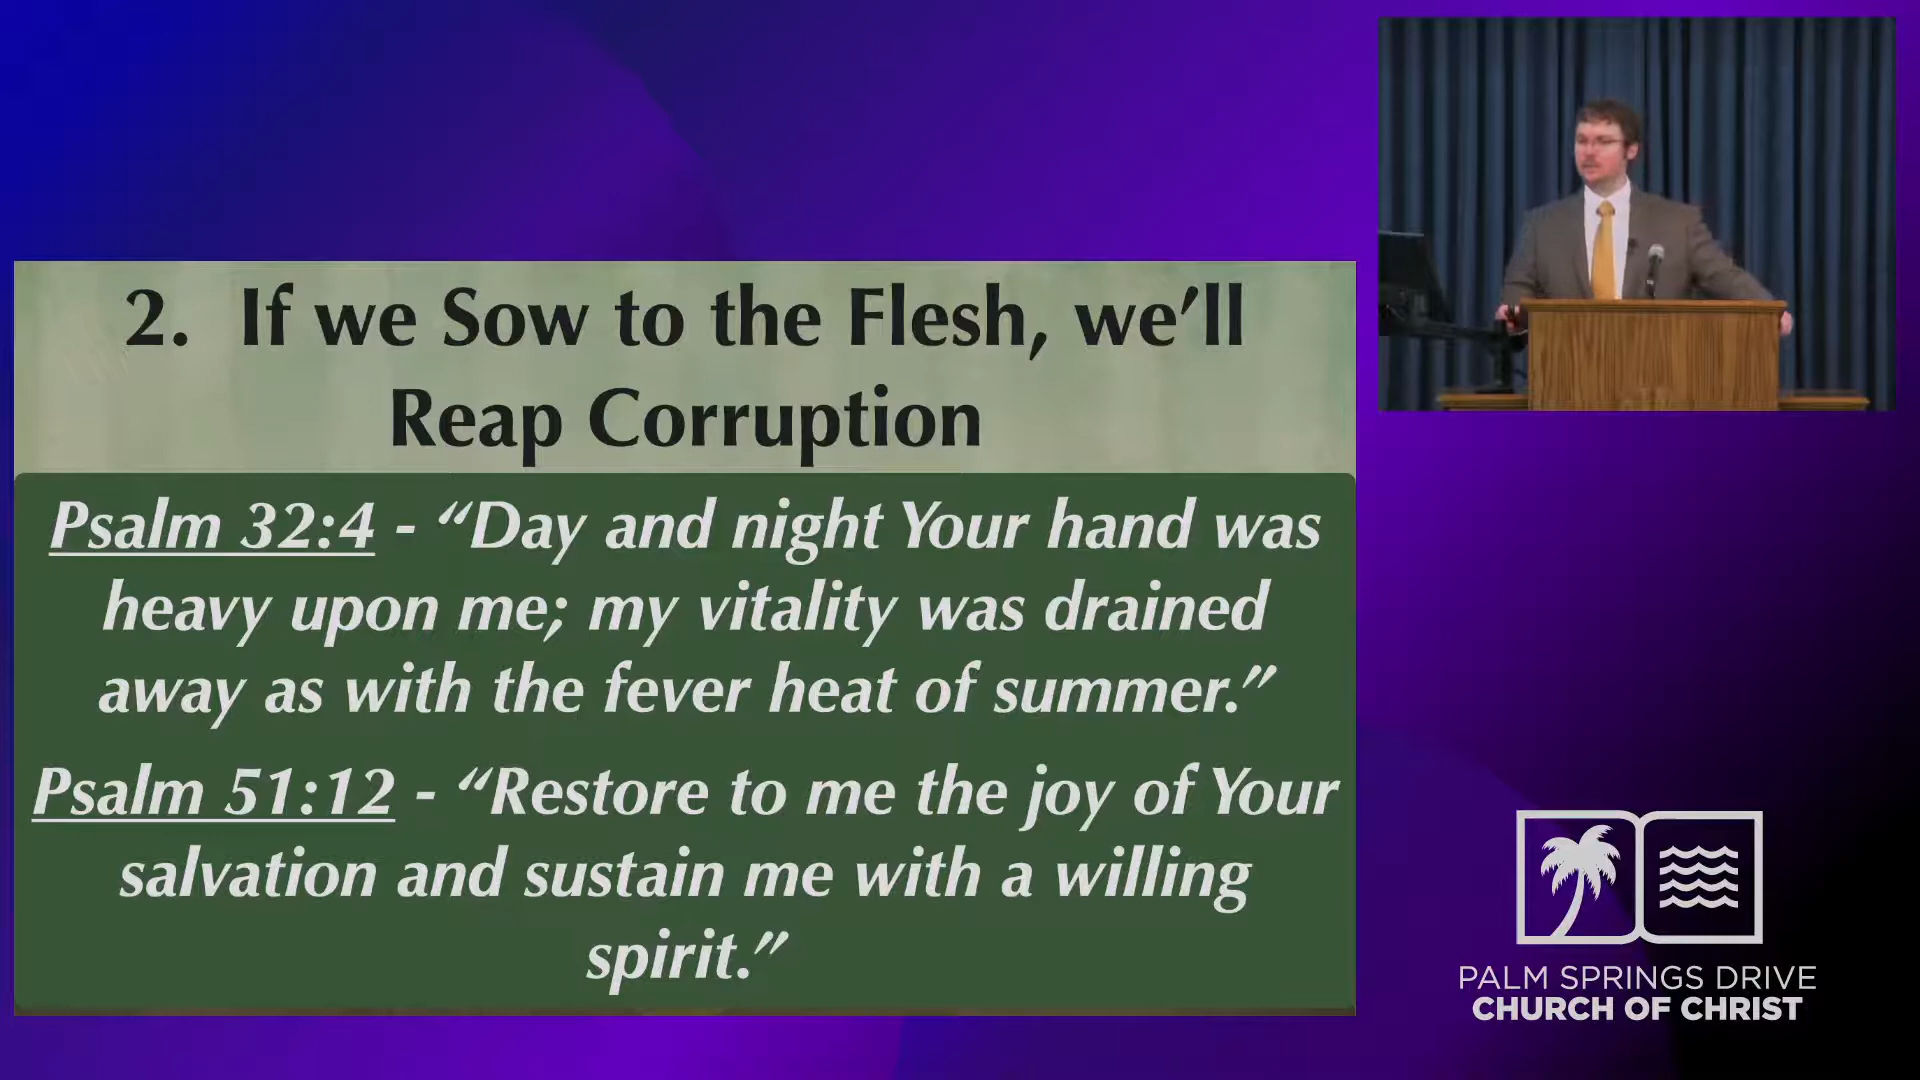 2. If we Sow to the Flesh, we’ll
Reap Corruption
Psalm 32:4 - “Day and night Your hand was
heavy upon me; my vitality was drained
away as with the fever heat of summer.”
Psalm 51:12 - “Restore to me the joy of Your
salvation and sustain me with a willing
spirit.”
PALM SPRINGS DRIVE
CHURCH OF CHRIST